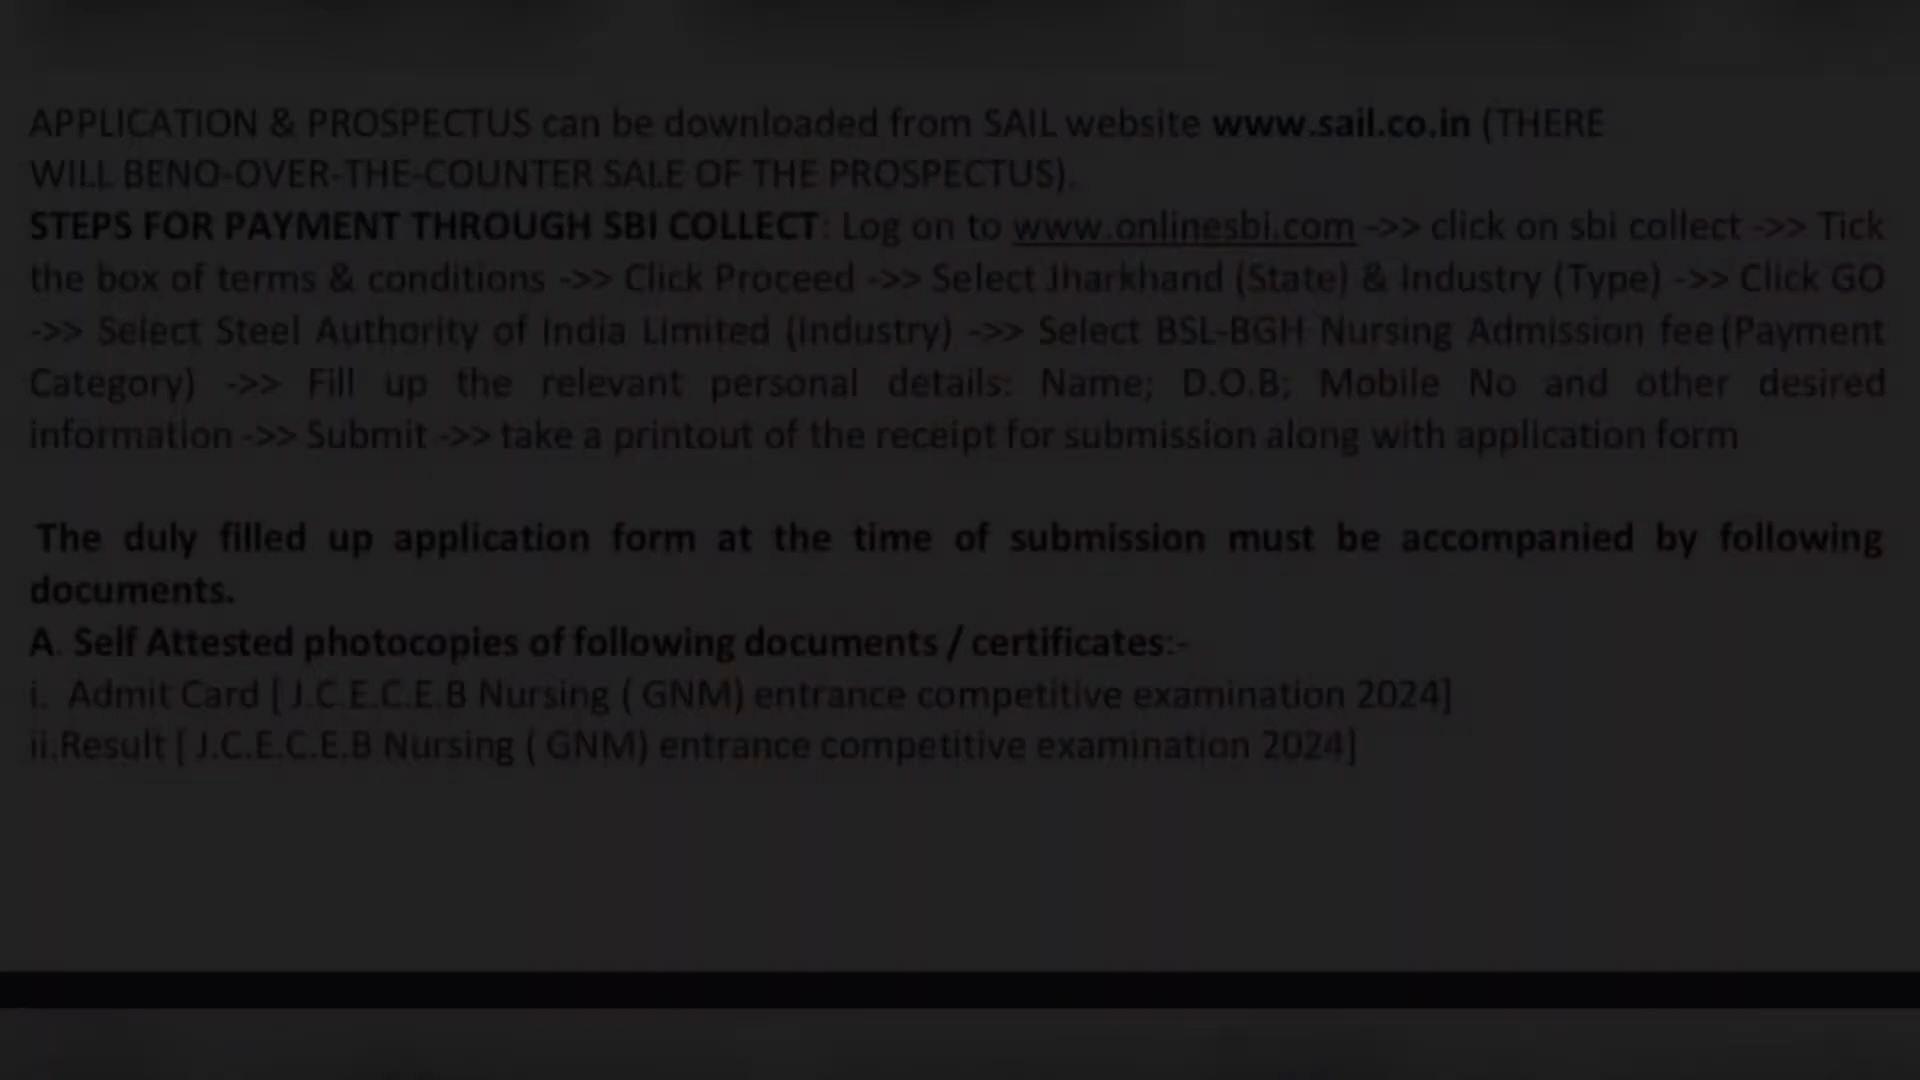 APPLICATION & PROSPECTUS can be downloaded from SAIL website www.sail.co.in (THERE
WILL BENO-OVER-THE-COUNTER SALE OF THE PROSPECTUS).
STEPS FOR PAYMENT THROUGH SBI COLLECT: Log on to www.onlinesbi.com ->> click on sbi collect ->> Tick
the box of terms & conditions ->> Click Proceed ->> Select Jharkhand (State) & Industry (Type) ->> Click GO
->> Select Steel Authority of India Limited (Industry) ->> Select BSL-BGH Nursing Admission fee(Payment
Category) ->> Fill up the relevant personal details: Name; D.O.B; Mobile No and other desired
information ->> Submit ->> take a printout of the receipt for submission along with application form
The duly filled up application form at the time of submission must be accompanied by following
documents.
A. Self Attested photocopies of following documents / certificates:-
i. Admit Card [ J.C.E.C.E.B Nursing ( GNM) entrance competitive examination 2024]
ii.Result [ J.C.E.C.E.B Nursing ( GNM) entrance competitive examination 2024]